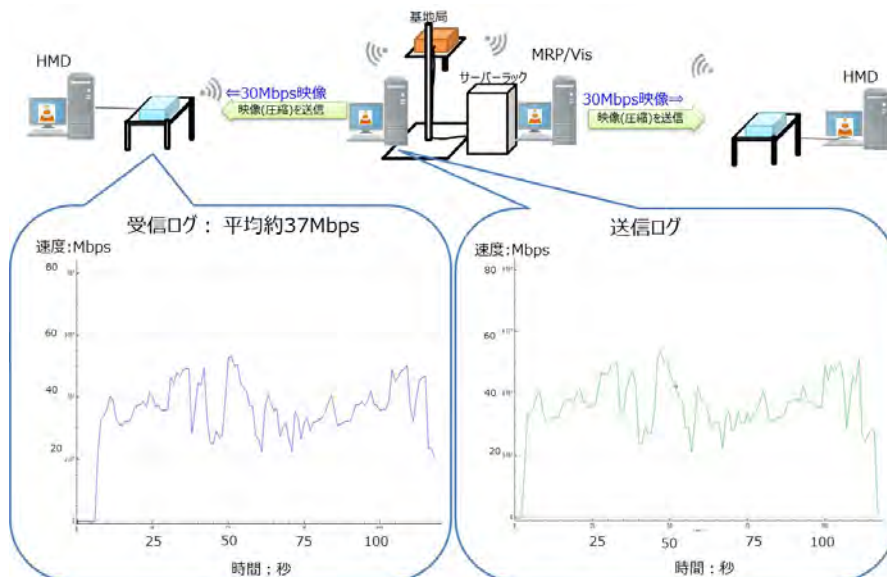 基地局
HMD
MRP/Vis
HMD
サーバーラック
⇐30Mbps映像
映像(圧縮)を送信
30Mbps映像⇒
映像(圧縮)を送信
受信ログ： 平均約37Mbps
速度:Mbps
80
60
40
20
25
50
75
100
時間；秒
送信ログ
速度:Mbps
80
60
40
20
25
50
75
100
時間；秒